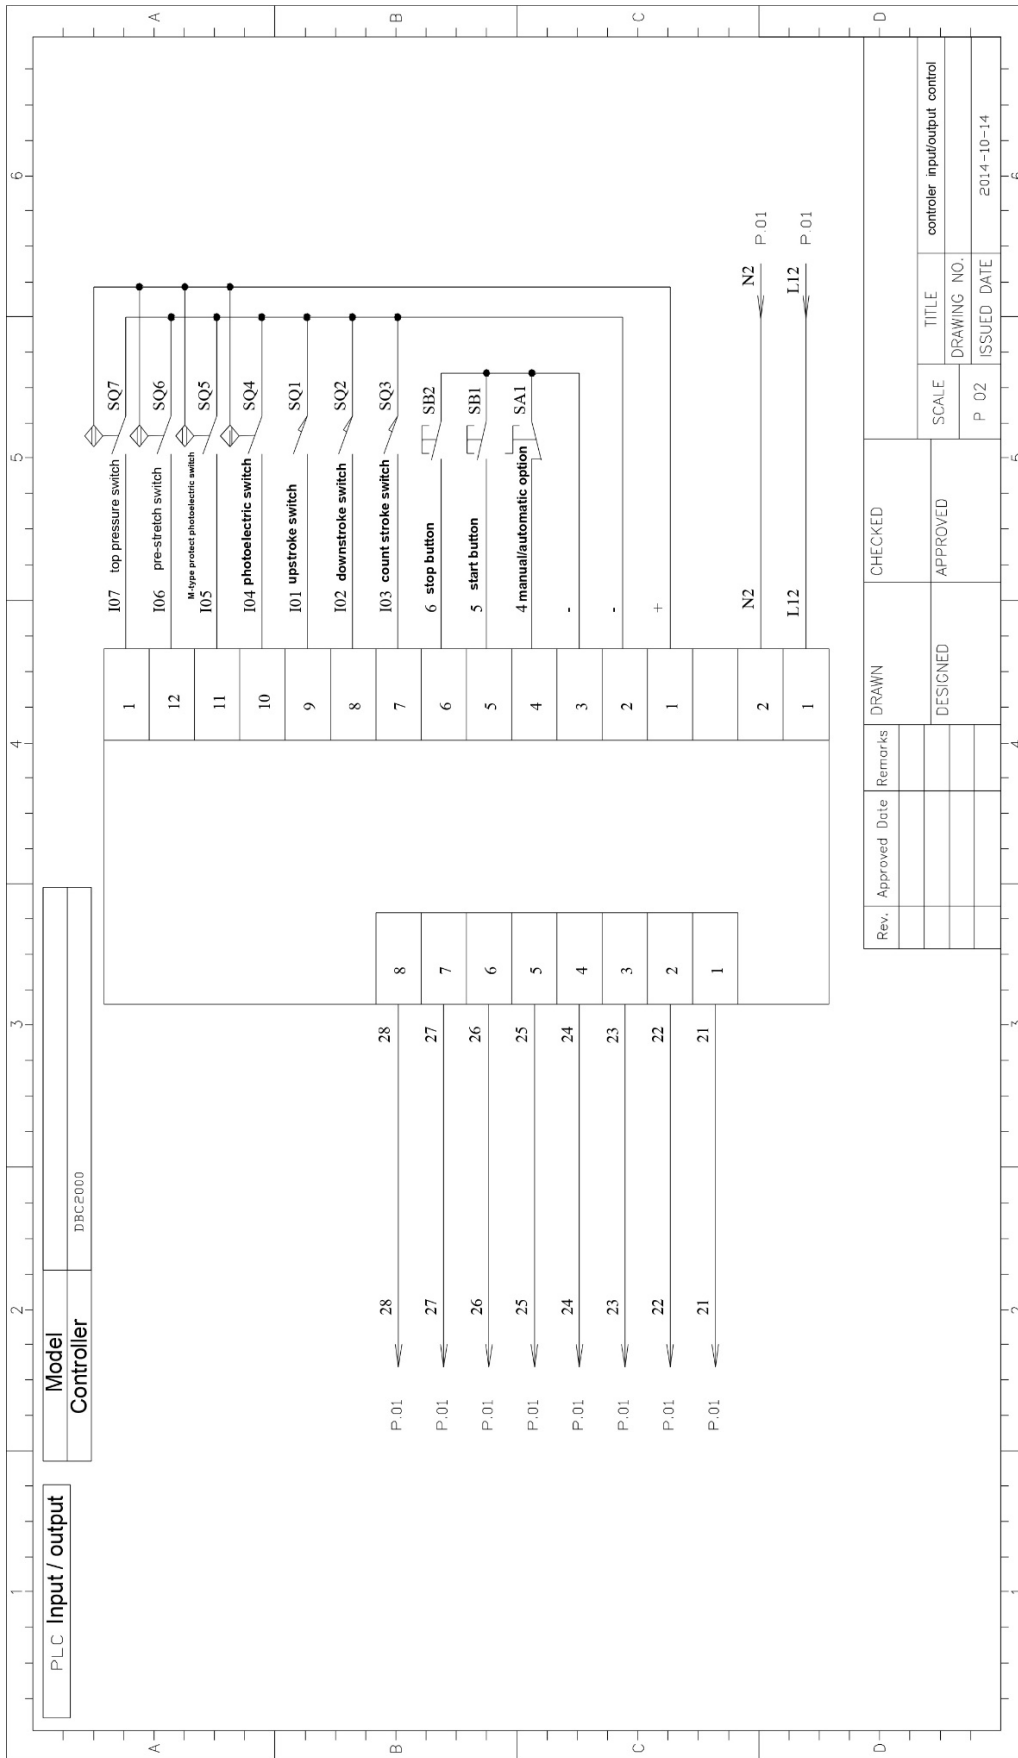 PLC Input / output
Model
Controller DBC2000
1 2 3 4 5 6
A
B
C
D
1 I07 top pressure switch SQ7
12 I06 pre-stretch switch SQ6
11 I05 M-type protect photoelectric switch SQ5
10 I04 photoelectric switch SQ4
9 I01 upstroke switch SQ1
8 I02 downstroke switch SQ2
7 I03 count stroke switch SQ3
6 6 stop button SB2
5 5 start button SB1
4 4 manual/automatic option SA1
3 -
2 -
1 +
2 N2 N2 P.01
1 L12 L12 P.01
P.01 28 28 8
P.01 27 27 7
P.01 26 26 6
P.01 25 25 5
P.01 24 24 4
P.01 23 23 3
P.01 22 22 2
P.01 21 21 1
Rev. Approved Date Remarks
DRAWN
CHECKED
DESIGNED
APPROVED
SCALE
P 02
TITLE controler input/output control
DRAWING NO.
ISSUED DATE 2014-10-14
A
B
C
D
1 2 3 4 5 6